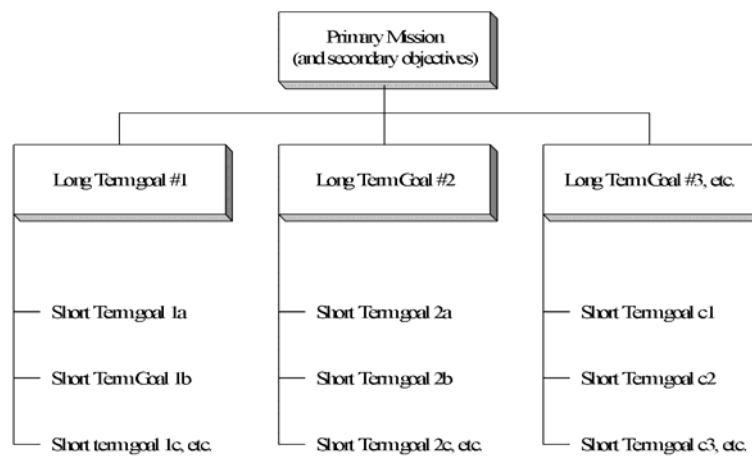 Primary Mission
(and secondary objectives)
Long Term goal #1
Long Term Goal #2
Long Term Goal #3, etc.
Short Term goal 1a
Short Term goal 2a
Short Term goal c1
Short Term Goal 1b
Short Term goal 2b
Short Term goal c2
Short term goal 1c, etc.
Short Term goal 2c, etc.
Short Term goal c3, etc.